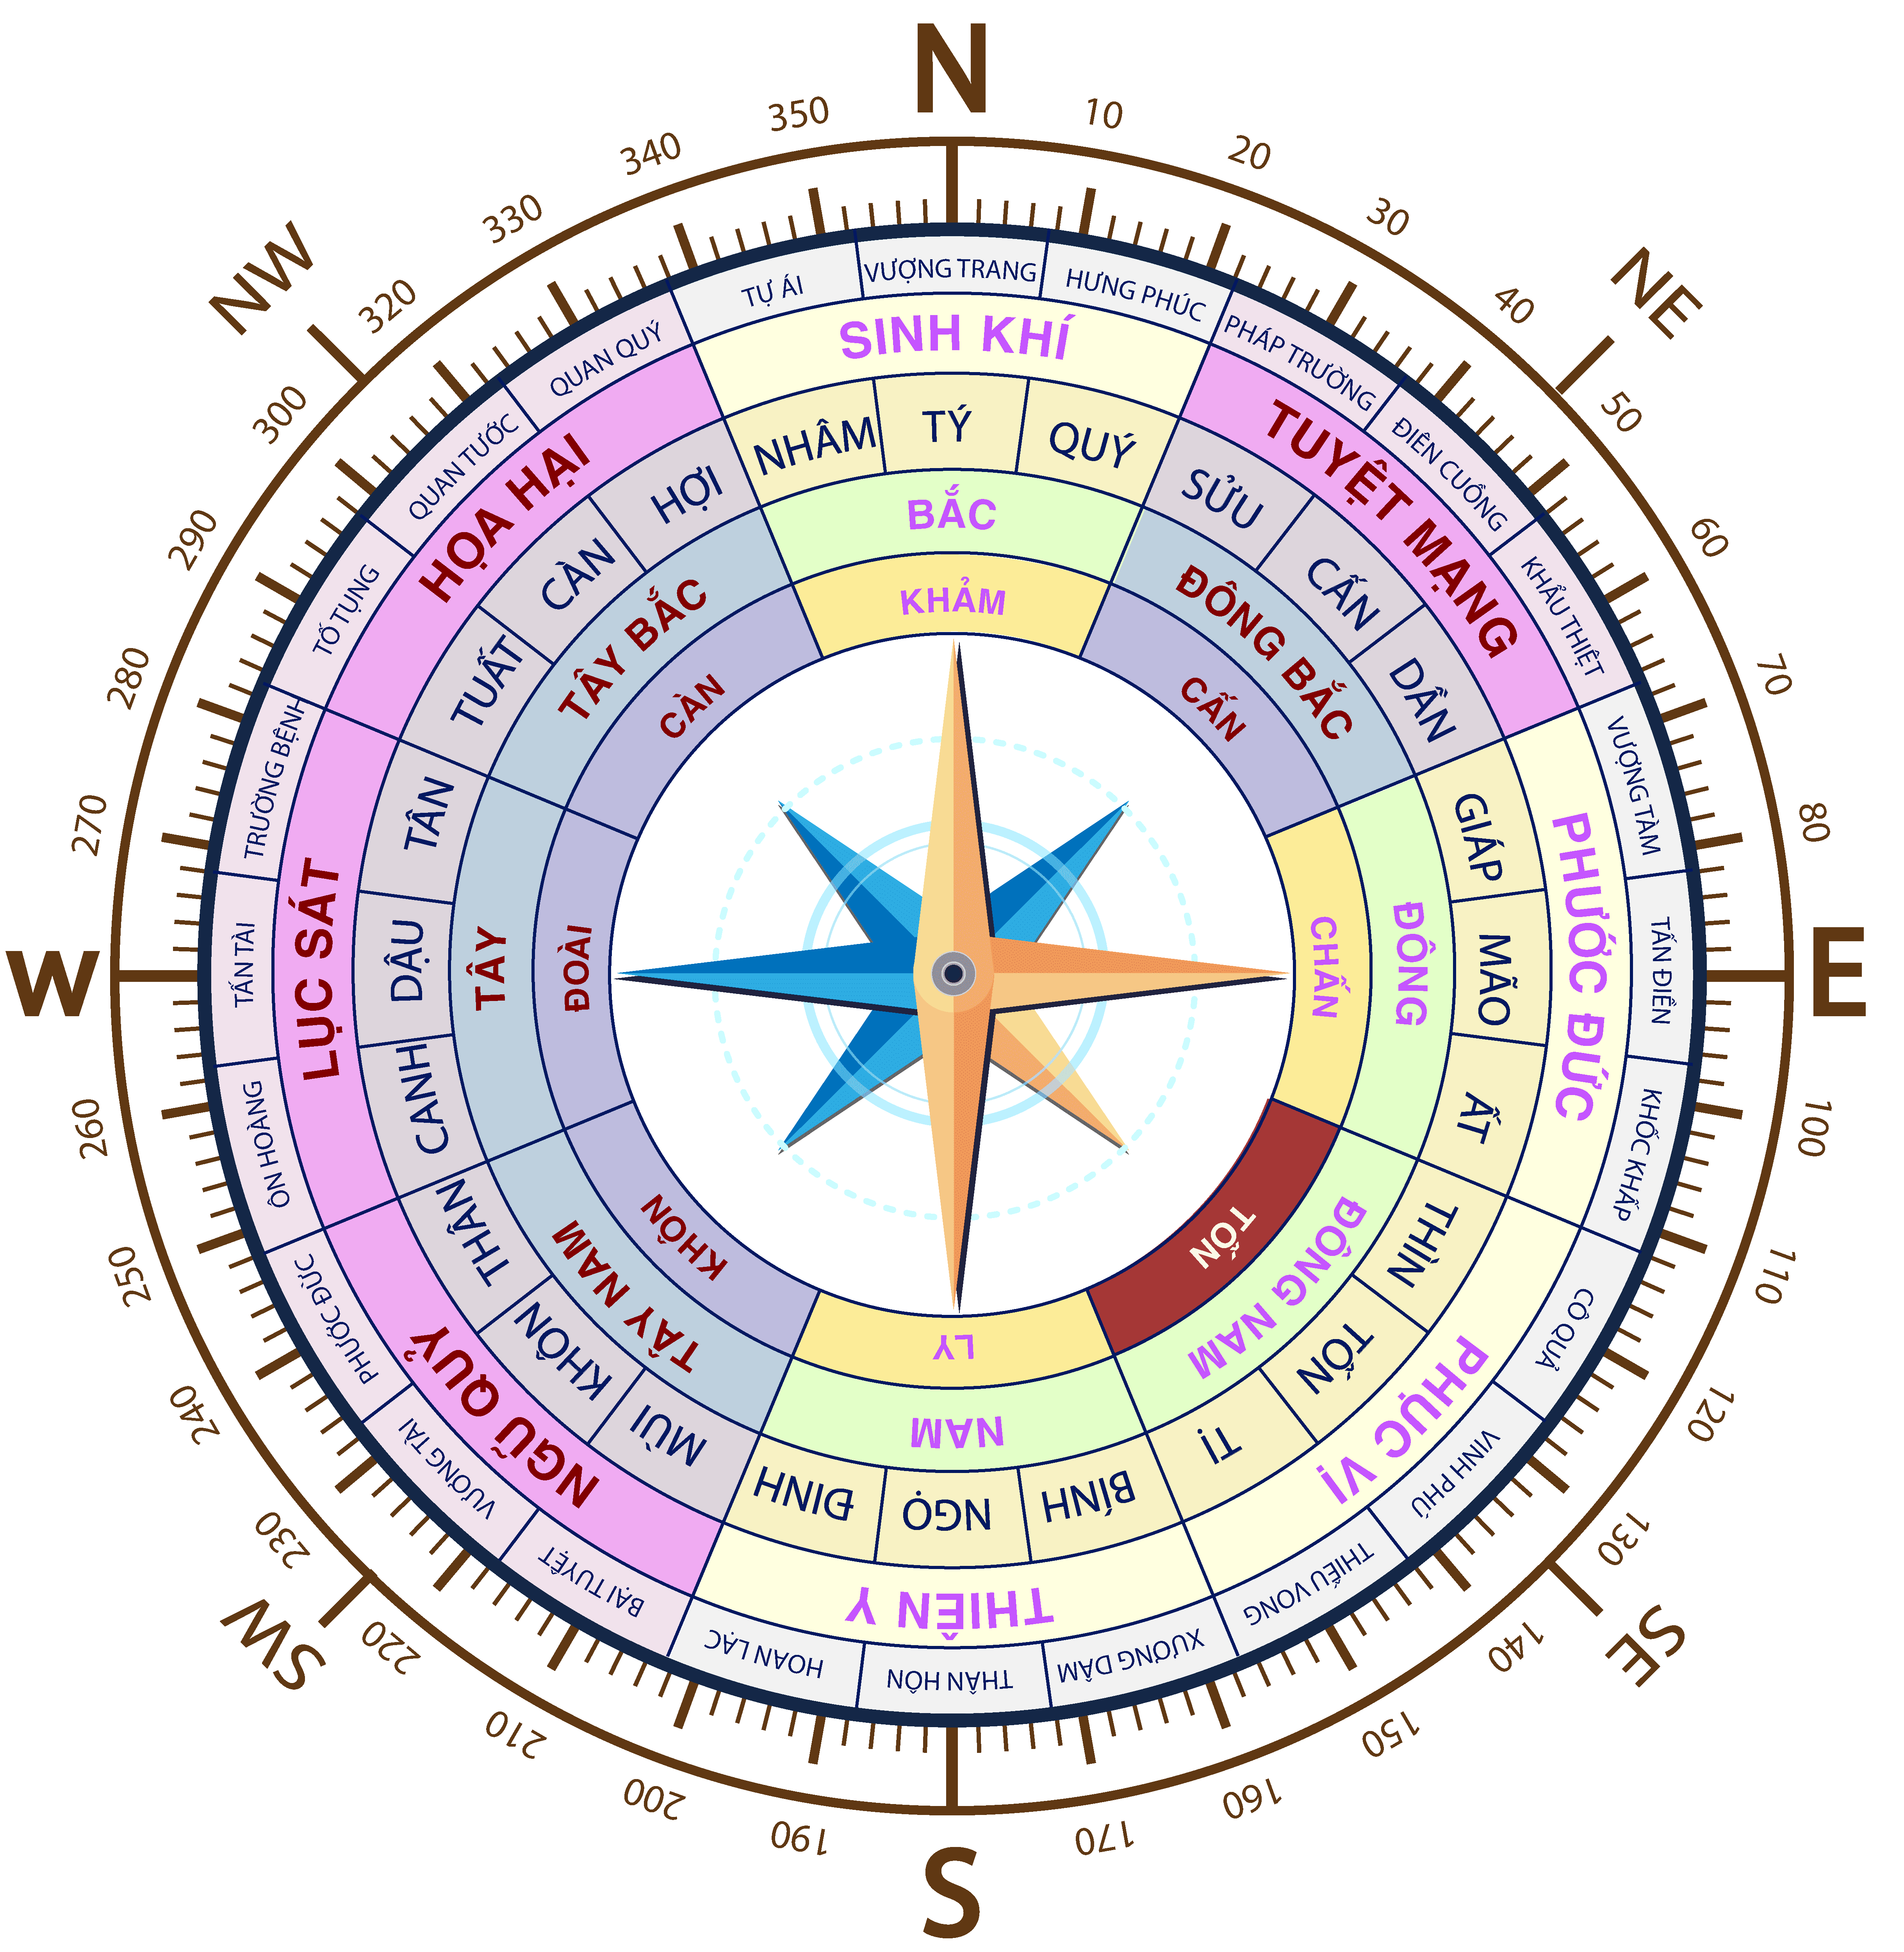 N
10
20
30
40
NE
50
60
70
80
E
100
110
120
130
SE
140
150
160
170
S
190
200
210
220
SW
230
240
250
260
W
270
280
290
300
320
NW
330
340
350
TỰ ÁI
VƯỢNG TRANG
HƯNG PHÚC
PHÁP TRƯỜNG
ĐIÊN CUỒNG
KHẨU THIỆT
VƯỢNG TÀM
TẤN ĐIỀN
KHỐC KHẤP
CÔ QUẢ
VINH PHÚ
THIẾU VONG
XƯƠNG DÂM
THÂN HÔN
HOAN LẠC
BẠI TUYỆT
VƯỢNG TÀI
PHƯỚC ĐỨC
ÔN HOÀNG
TẤN TÀI
TRƯỜNG BỆNH
TỐ TỤNG
QUAN TƯỚC
QUAN QUÝ
SINH KHÍ
TUYỆT MẠNG
PHƯỚC ĐỨC
PHỤC VỊ
THIÊN Y
NGŨ QUỶ
LỤC SÁT
HỌA HẠI
NHÂM
TÝ
QUÝ
SỬU
CẤN
DẦN
GIÁP
MÃO
ẤT
THÌN
TỐN
TỊ
BÍNH
NGỌ
ĐINH
MÙI
KHÔN
THÂN
CANH
DẬU
TÂN
TUẤT
CÀN
HỢI
BẮC
ĐÔNG BẮC
ĐÔNG
ĐÔNG NAM
NAM
TÂY NAM
TÂY
TÂY BẮC
KHẢM
CẤN
CHẤN
TỐN
LY
KHÔN
ĐOÀI
CÀN